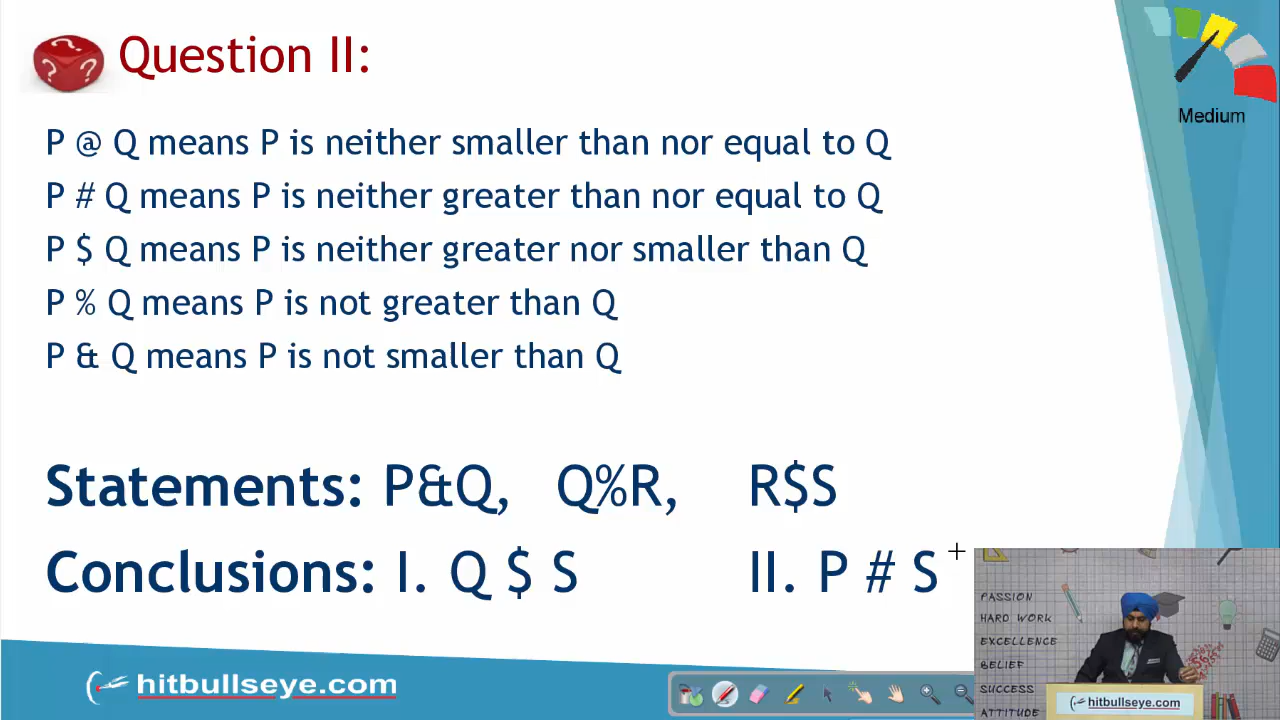 Question II:
Medium
P @ Q means P is neither smaller than nor equal to Q
P # Q means P is neither greater than nor equal to Q
P $ Q means P is neither greater nor smaller than Q
P % Q means P is not greater than Q
P & Q means P is not smaller than Q
Statements: P&Q, Q%R, R$S
Conclusions: I. Q $ S II. P # S
PASSION
HARD WORK
EXCELLENCE
BELIEF
SUCCESS
ATTITUDE
hitbullseye.com
hitbullseye.com